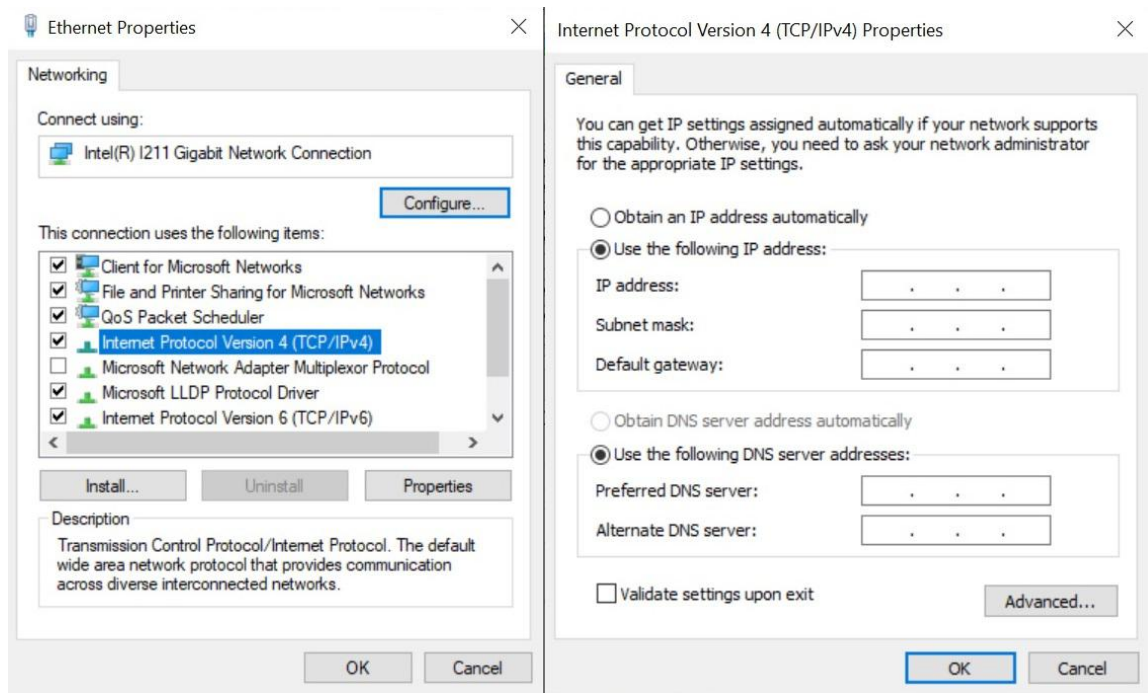 Ethernet Properties
Networking
Connect using:
Intel(R) I211 Gigabit Network Connection
Configure...
This connection uses the following items:
Client for Microsoft Networks
File and Printer Sharing for Microsoft Networks
QoS Packet Scheduler
Internet Protocol Version 4 (TCP/IPv4)
Microsoft Network Adapter Multiplexor Protocol
Microsoft LLDP Protocol Driver
Internet Protocol Version 6 (TCP/IPv6)
Install...
Uninstall
Properties
Description
Transmission Control Protocol/Internet Protocol. The default
wide area network protocol that provides communication
across diverse interconnected networks.
OK
Cancel
Internet Protocol Version 4 (TCP/IPv4) Properties
General
You can get IP settings assigned automatically if your network supports
this capability. Otherwise, you need to ask your network administrator
for the appropriate IP settings.
Obtain an IP address automatically
Use the following IP address:
IP address:
Subnet mask:
Default gateway:
Obtain DNS server address automatically
Use the following DNS server addresses:
Preferred DNS server:
Alternate DNS server:
Validate settings upon exit
Advanced...
OK
Cancel